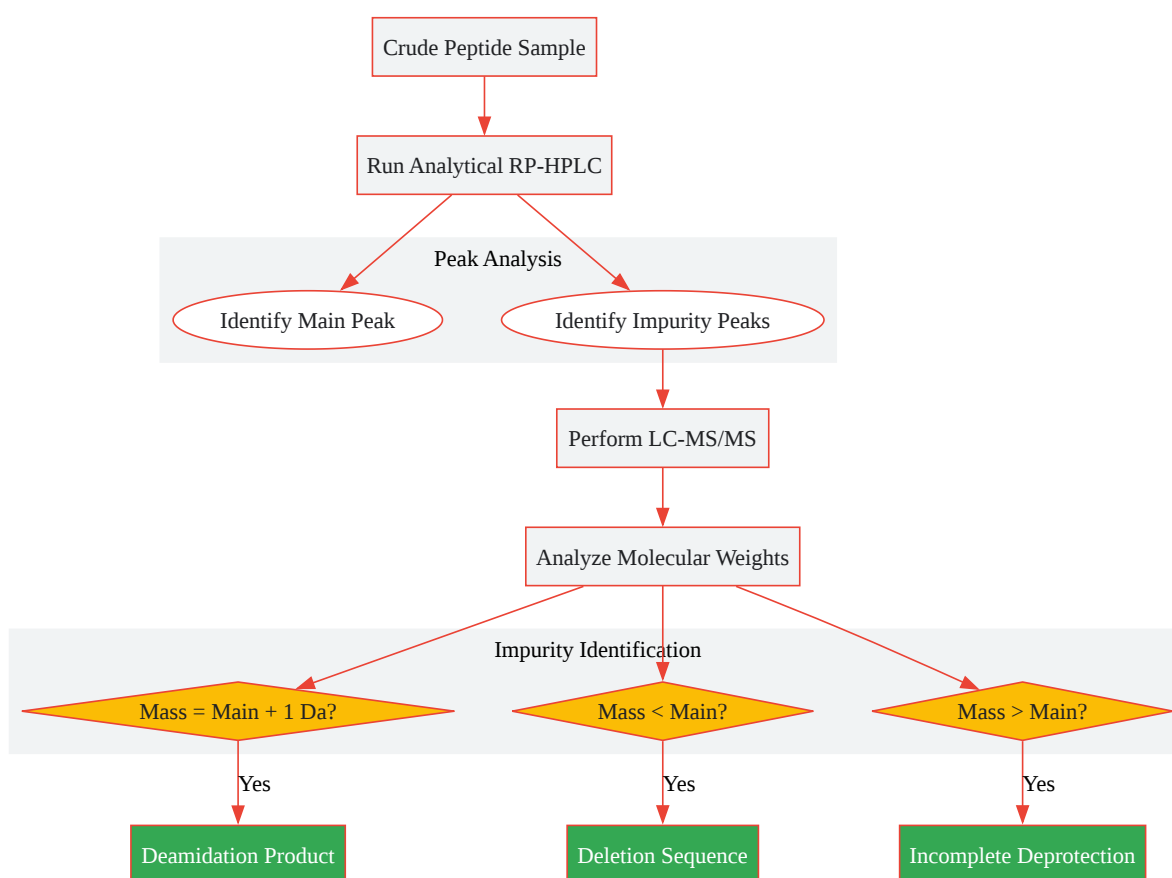 Crude Peptide Sample
Run Analytical RP-HPLC
Peak Analysis
Identify Main Peak
Identify Impurity Peaks
Perform LC-MS/MS
Analyze Molecular Weights
Impurity Identification
Mass = Main + 1 Da?
Mass < Main?
Mass > Main?
Yes
Yes
Yes
Deamidation Product
Deletion Sequence
Incomplete Deprotection